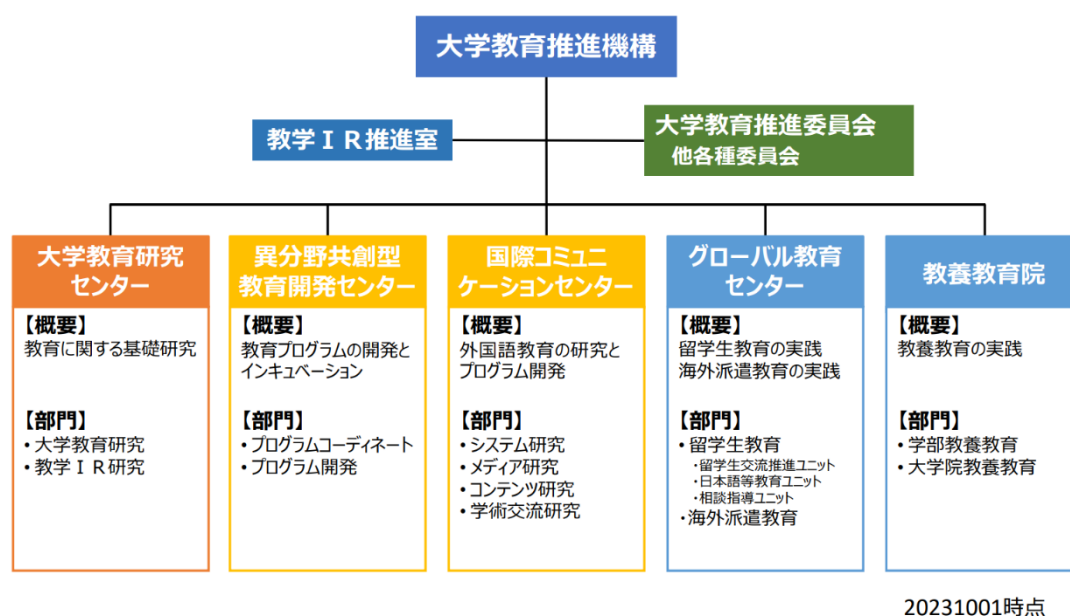 大学教育推進機構
教学ＩＲ推進室
大学教育推進委員会
他各種委員会
大学教育研究
センター
【概要】
教育に関する基礎研究
【部門】
・大学教育研究
・教学ＩＲ研究
異分野共創型
教育開発センター
【概要】
教育プログラムの開発と
インキュベーション
【部門】
・プログラムコーディネート
・プログラム開発
国際コミュニ
ケーションセンター
【概要】
外国語教育の研究と
プログラム開発
【部門】
・システム研究
・メディア研究
・コンテンツ研究
・学術交流研究
グローバル教育
センター
【概要】
留学生教育の実践
海外派遣教育の実践
【部門】
・留学生教育
・留学生交流推進ユニット
・日本語等教育ユニット
・相談指導ユニット
・海外派遣教育
教養教育院
【概要】
教養教育の実践
【部門】
・学部教養教育
・大学院教養教育
20231001時点